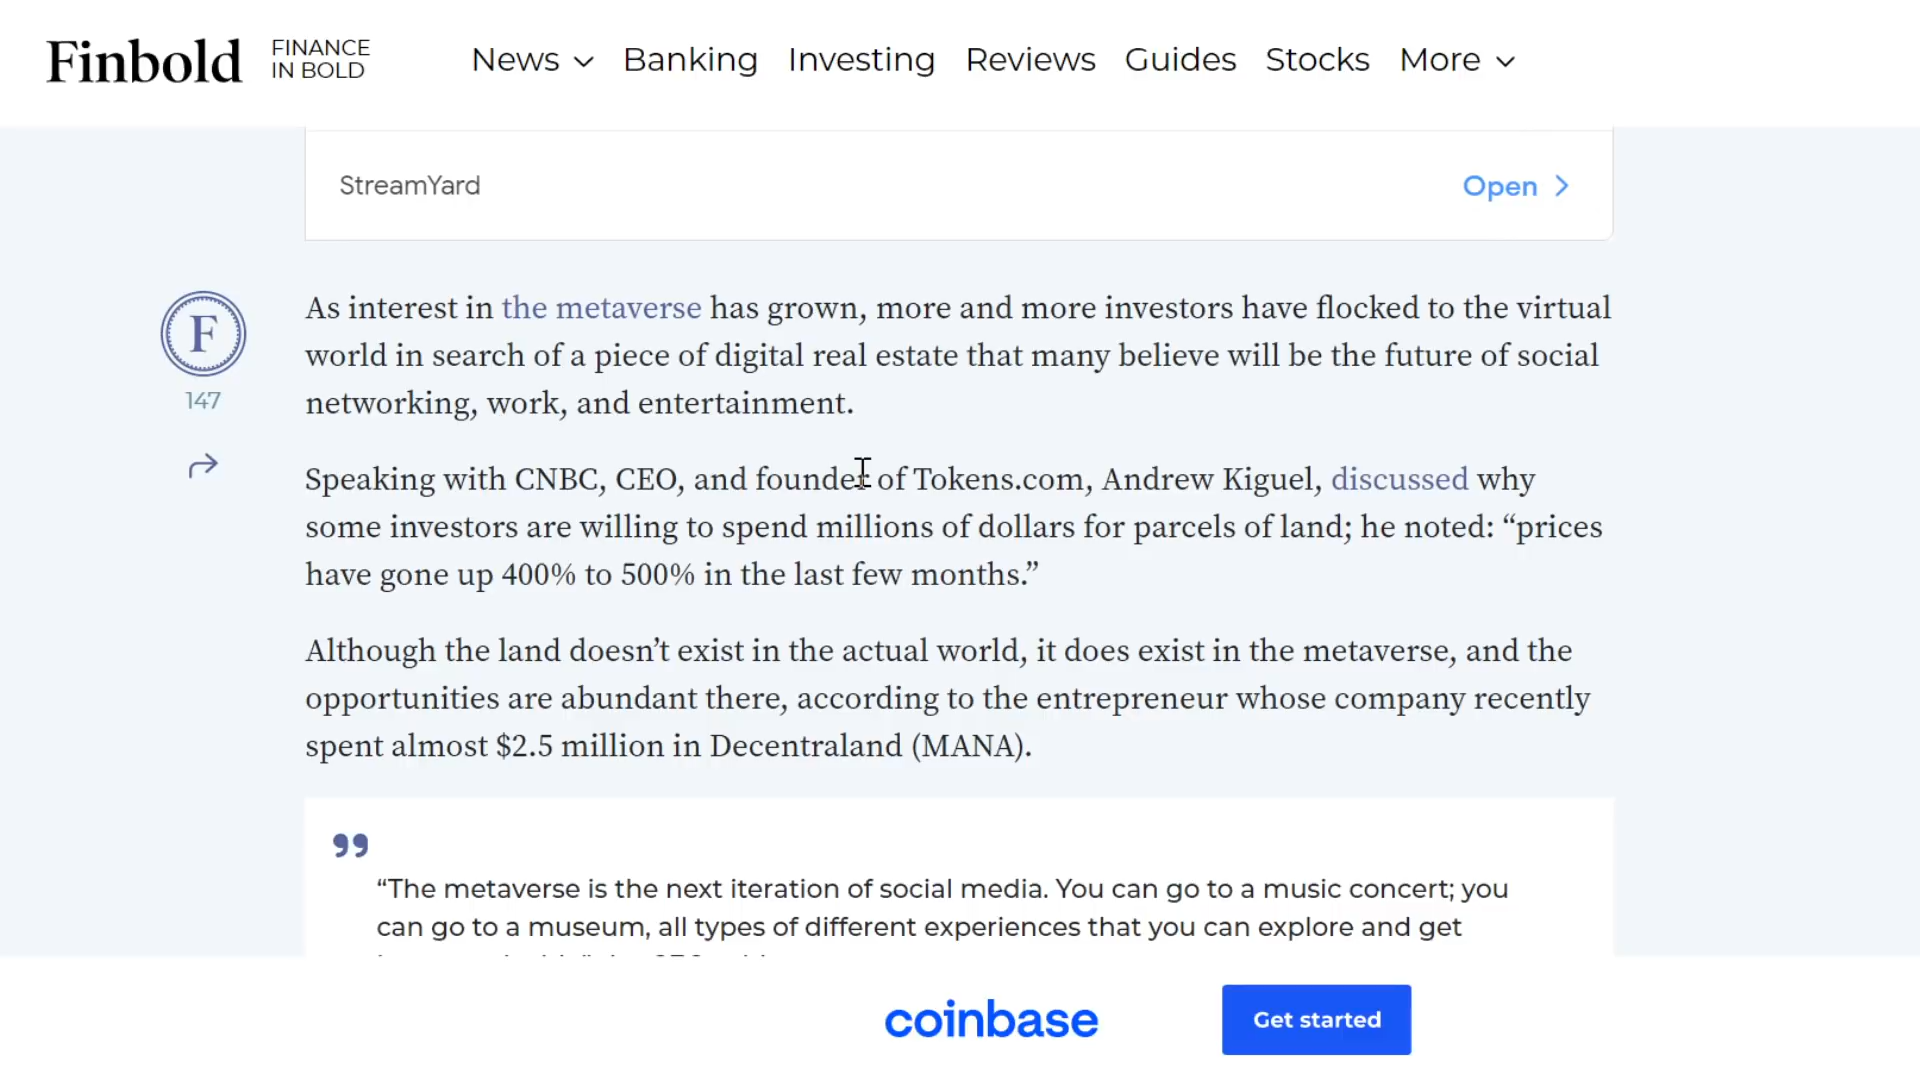 Finbold
FINANCE
IN BOLD
News
Banking
Investing
Reviews
Guides
Stocks
More
StreamYard
Open
F
147
As interest in the metaverse has grown, more and more investors have flocked to the virtual
world in search of a piece of digital real estate that many believe will be the future of social
networking, work, and entertainment.
Speaking with CNBC, CEO, and founder of Tokens.com, Andrew Kiguel, discussed why
some investors are willing to spend millions of dollars for parcels of land; he noted: “prices
have gone up 400% to 500% in the last few months.”
Although the land doesn’t exist in the actual world, it does exist in the metaverse, and the
opportunities are abundant there, according to the entrepreneur whose company recently
spent almost $2.5 million in Decentraland (MANA).
”
“The metaverse is the next iteration of social media. You can go to a music concert; you
can go to a museum, all types of different experiences that you can explore and get
coinbase
Get started